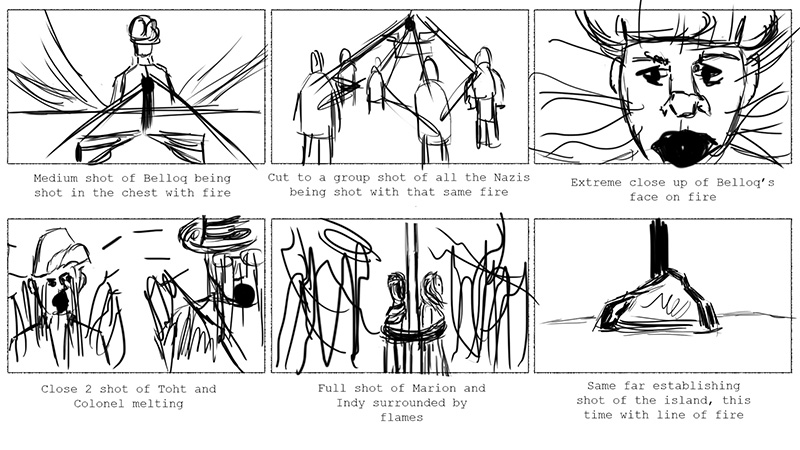 Medium shot of Belloq being
shot in the chest with fire
Cut to a group shot of all the Nazis
being shot with that same fire
Extreme close up of Belloq's
face on fire
Close 2 shot of Toht and
Colonel melting
Full shot of Marion and
Indy surrounded by
flames
Same far establishing
shot of the island, this
time with line of fire